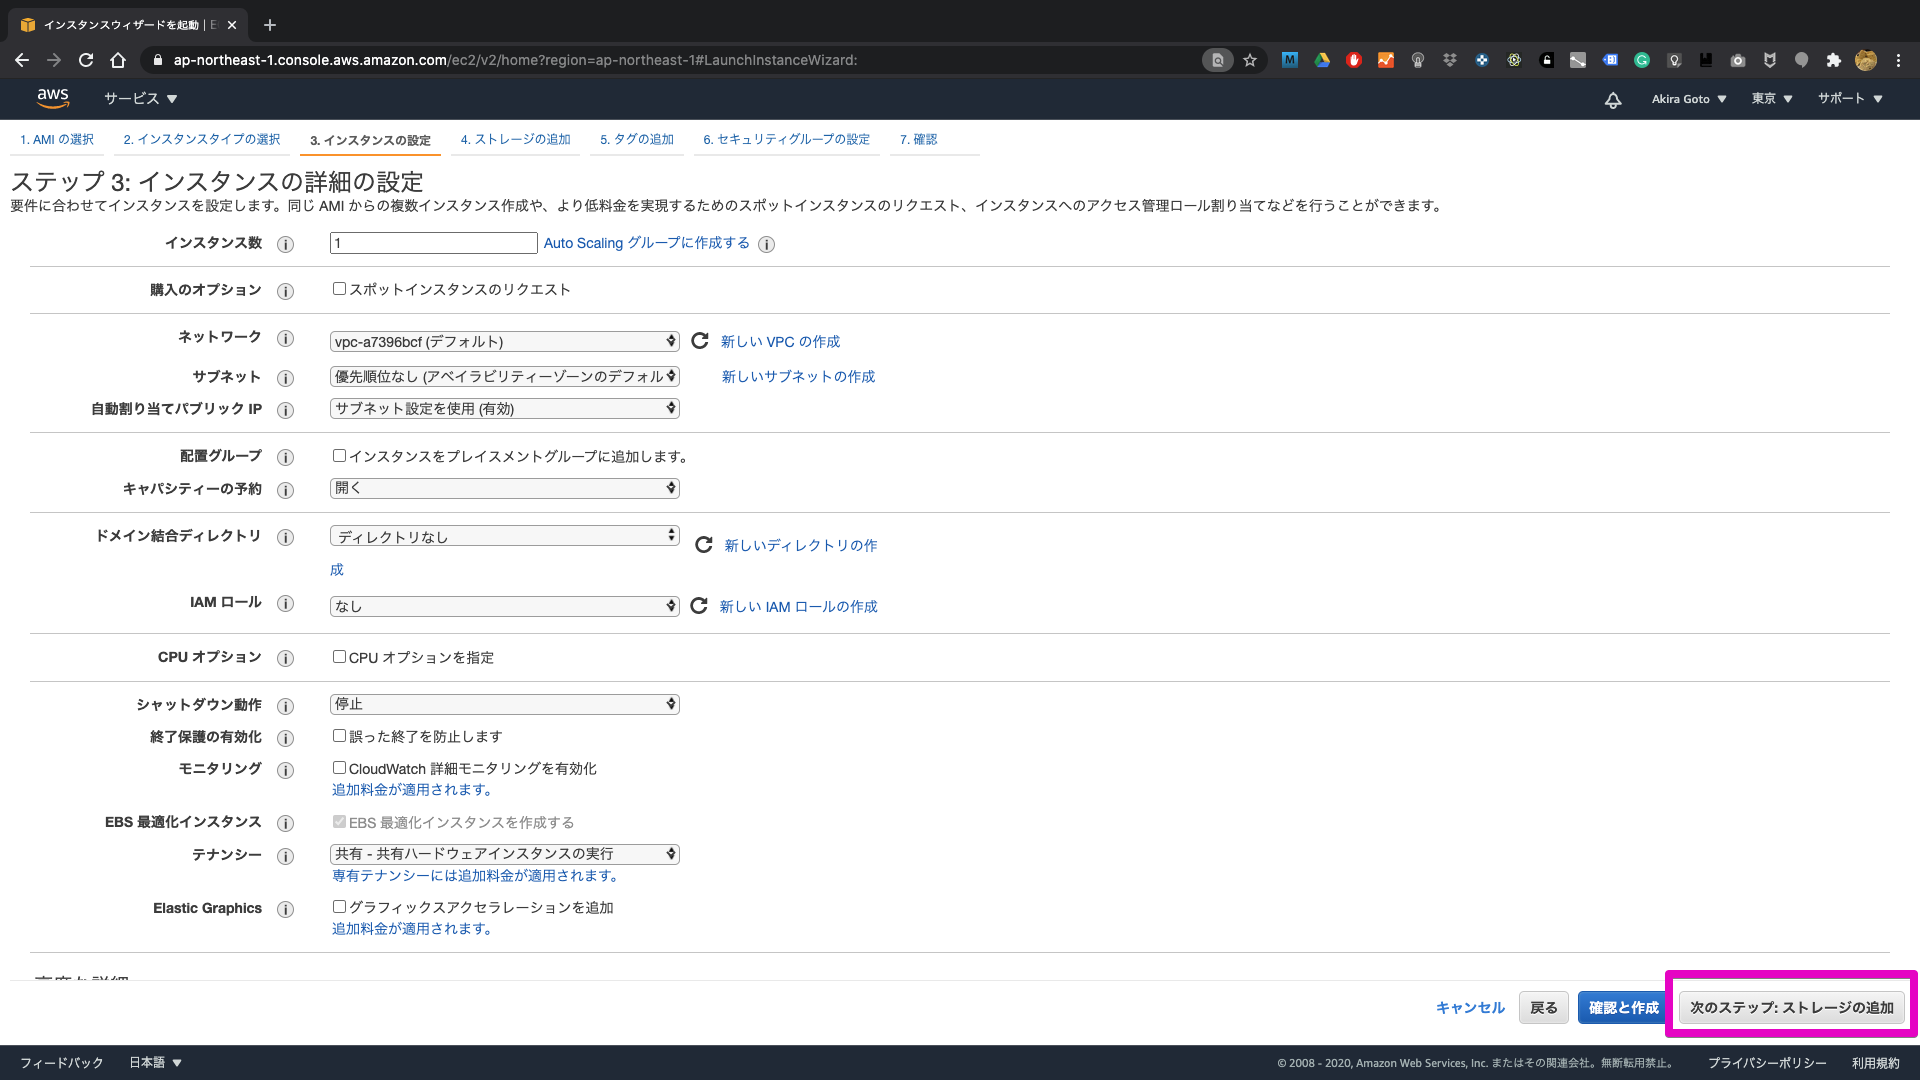 インスタンスウィザードを起動 | E
ap-northeast-1.console.aws.amazon.com/ec2/v2/home?region=ap-northeast-1#LaunchInstanceWizard:
aws サービス Akira Goto 東京 サポート
1. AMI の選択 2. インスタンスタイプの選択 3. インスタンスの設定 4. ストレージの追加 5. タグの追加 6. セキュリティグループの設定 7. 確認
ステップ 3: インスタンスの詳細の設定
要件に合わせてインスタンスを設定します。同じ AMI からの複数インスタンス作成や、より低料金を実現するためのスポットインスタンスのリクエスト、インスタンスへのアクセス管理ロール割り当てなどを行うことができます。
インスタンス数 1 Auto Scaling グループに作成する
購入のオプション スポットインスタンスのリクエスト
ネットワーク vpc-a7396bcf (デフォルト) 新しい VPC の作成
サブネット 優先順位なし (アベイラビリティーゾーンのデフォル 新しいサブネットの作成
自動割り当てパブリック IP サブネット設定を使用 (有効)
配置グループ インスタンスをプレイスメントグループに追加します。
キャパシティーの予約 開く
ドメイン結合ディレクトリ ディレクトリなし 新しいディレクトリの作
成
IAM ロール なし 新しい IAM ロールの作成
CPU オプション CPU オプションを指定
シャットダウン動作 停止
終了保護の有効化 誤った終了を防止します
モニタリング CloudWatch 詳細モニタリングを有効化
追加料金が適用されます。
EBS 最適化インスタンス EBS 最適化インスタンスを作成する
テナンシー 共有 - 共有ハードウェアインスタンスの実行
専有テナンシーには追加料金が適用されます。
Elastic Graphics グラフィックスアクセラレーションを追加
追加料金が適用されます。
キャンセル 戻る 確認と作成 次のステップ: ストレージの追加
フィードバック 日本語 © 2008 - 2020, Amazon Web Services, Inc. またはその関連会社。無断転用禁止。 プライバシーポリシー 利用規約